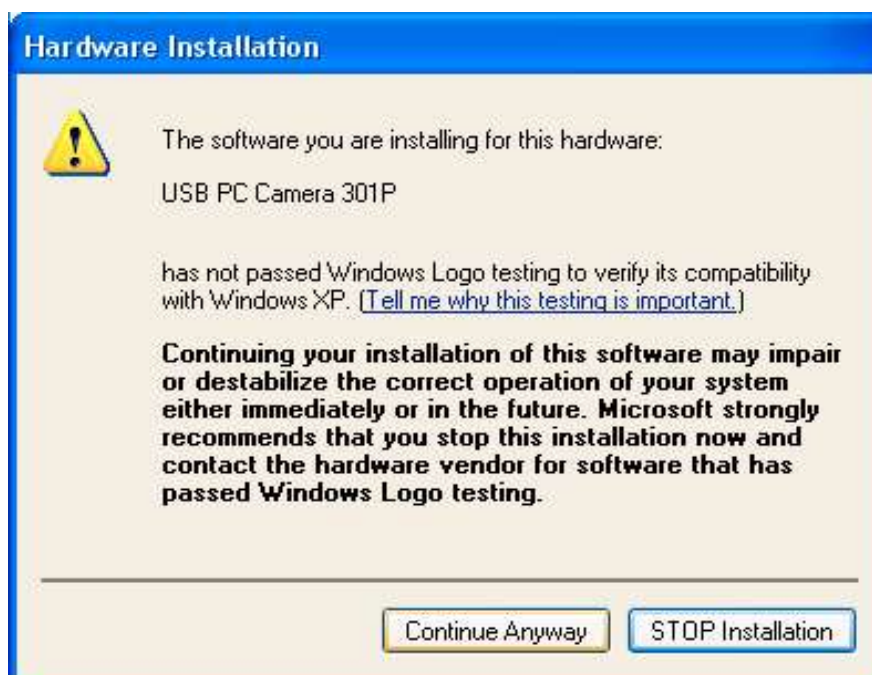 Hardware Installation
The software you are installing for this hardware:
USB PC Camera 301P
has not passed Windows Logo testing to verify its compatibility
with Windows XP. (Tell me why this testing is important.)
Continuing your installation of this software may impair
or destabilize the correct operation of your system
either immediately or in the future. Microsoft strongly
recommends that you stop this installation now and
contact the hardware vendor for software that has
passed Windows Logo testing.
Continue Anyway
STOP Installation